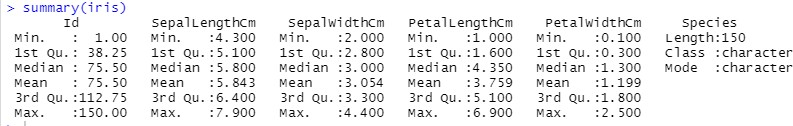 > summary(iris)
Id SepalLengthCm SepalWidthCm PetalLengthCm PetalWidthCm Species
Min. : 1.00 Min. :4.300 Min. :2.000 Min. :1.000 Min. :0.100 Length:150
1st Qu.: 38.25 1st Qu.:5.100 1st Qu.:2.800 1st Qu.:1.600 1st Qu.:0.300 Class :character
Median : 75.50 Median :5.800 Median :3.000 Median :4.350 Median :1.300 Mode :character
Mean : 75.50 Mean :5.843 Mean :3.054 Mean :3.759 Mean :1.199
3rd Qu.:112.75 3rd Qu.:6.400 3rd Qu.:3.300 3rd Qu.:5.100 3rd Qu.:1.800
Max. :150.00 Max. :7.900 Max. :4.400 Max. :6.900 Max. :2.500